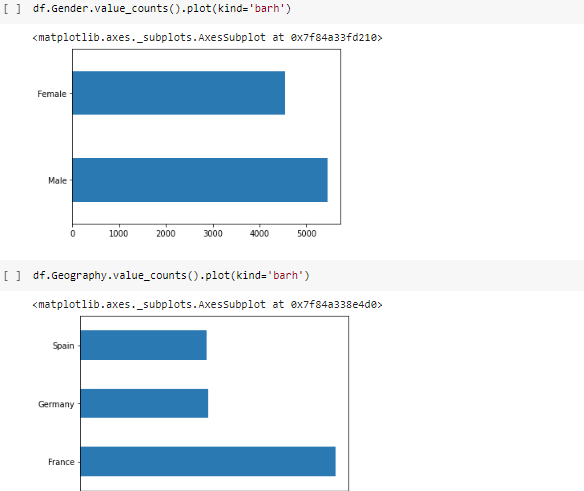 [ ] df.Gender.value_counts().plot(kind='barh')
<matplotlib.axes._subplots.AxesSubplot at 0x7f84a33fd210>
Female
Male
0 1000 2000 3000 4000 5000
[ ] df.Geography.value_counts().plot(kind='barh')
<matplotlib.axes._subplots.AxesSubplot at 0x7f84a338e4d0>
Spain
Germany
France